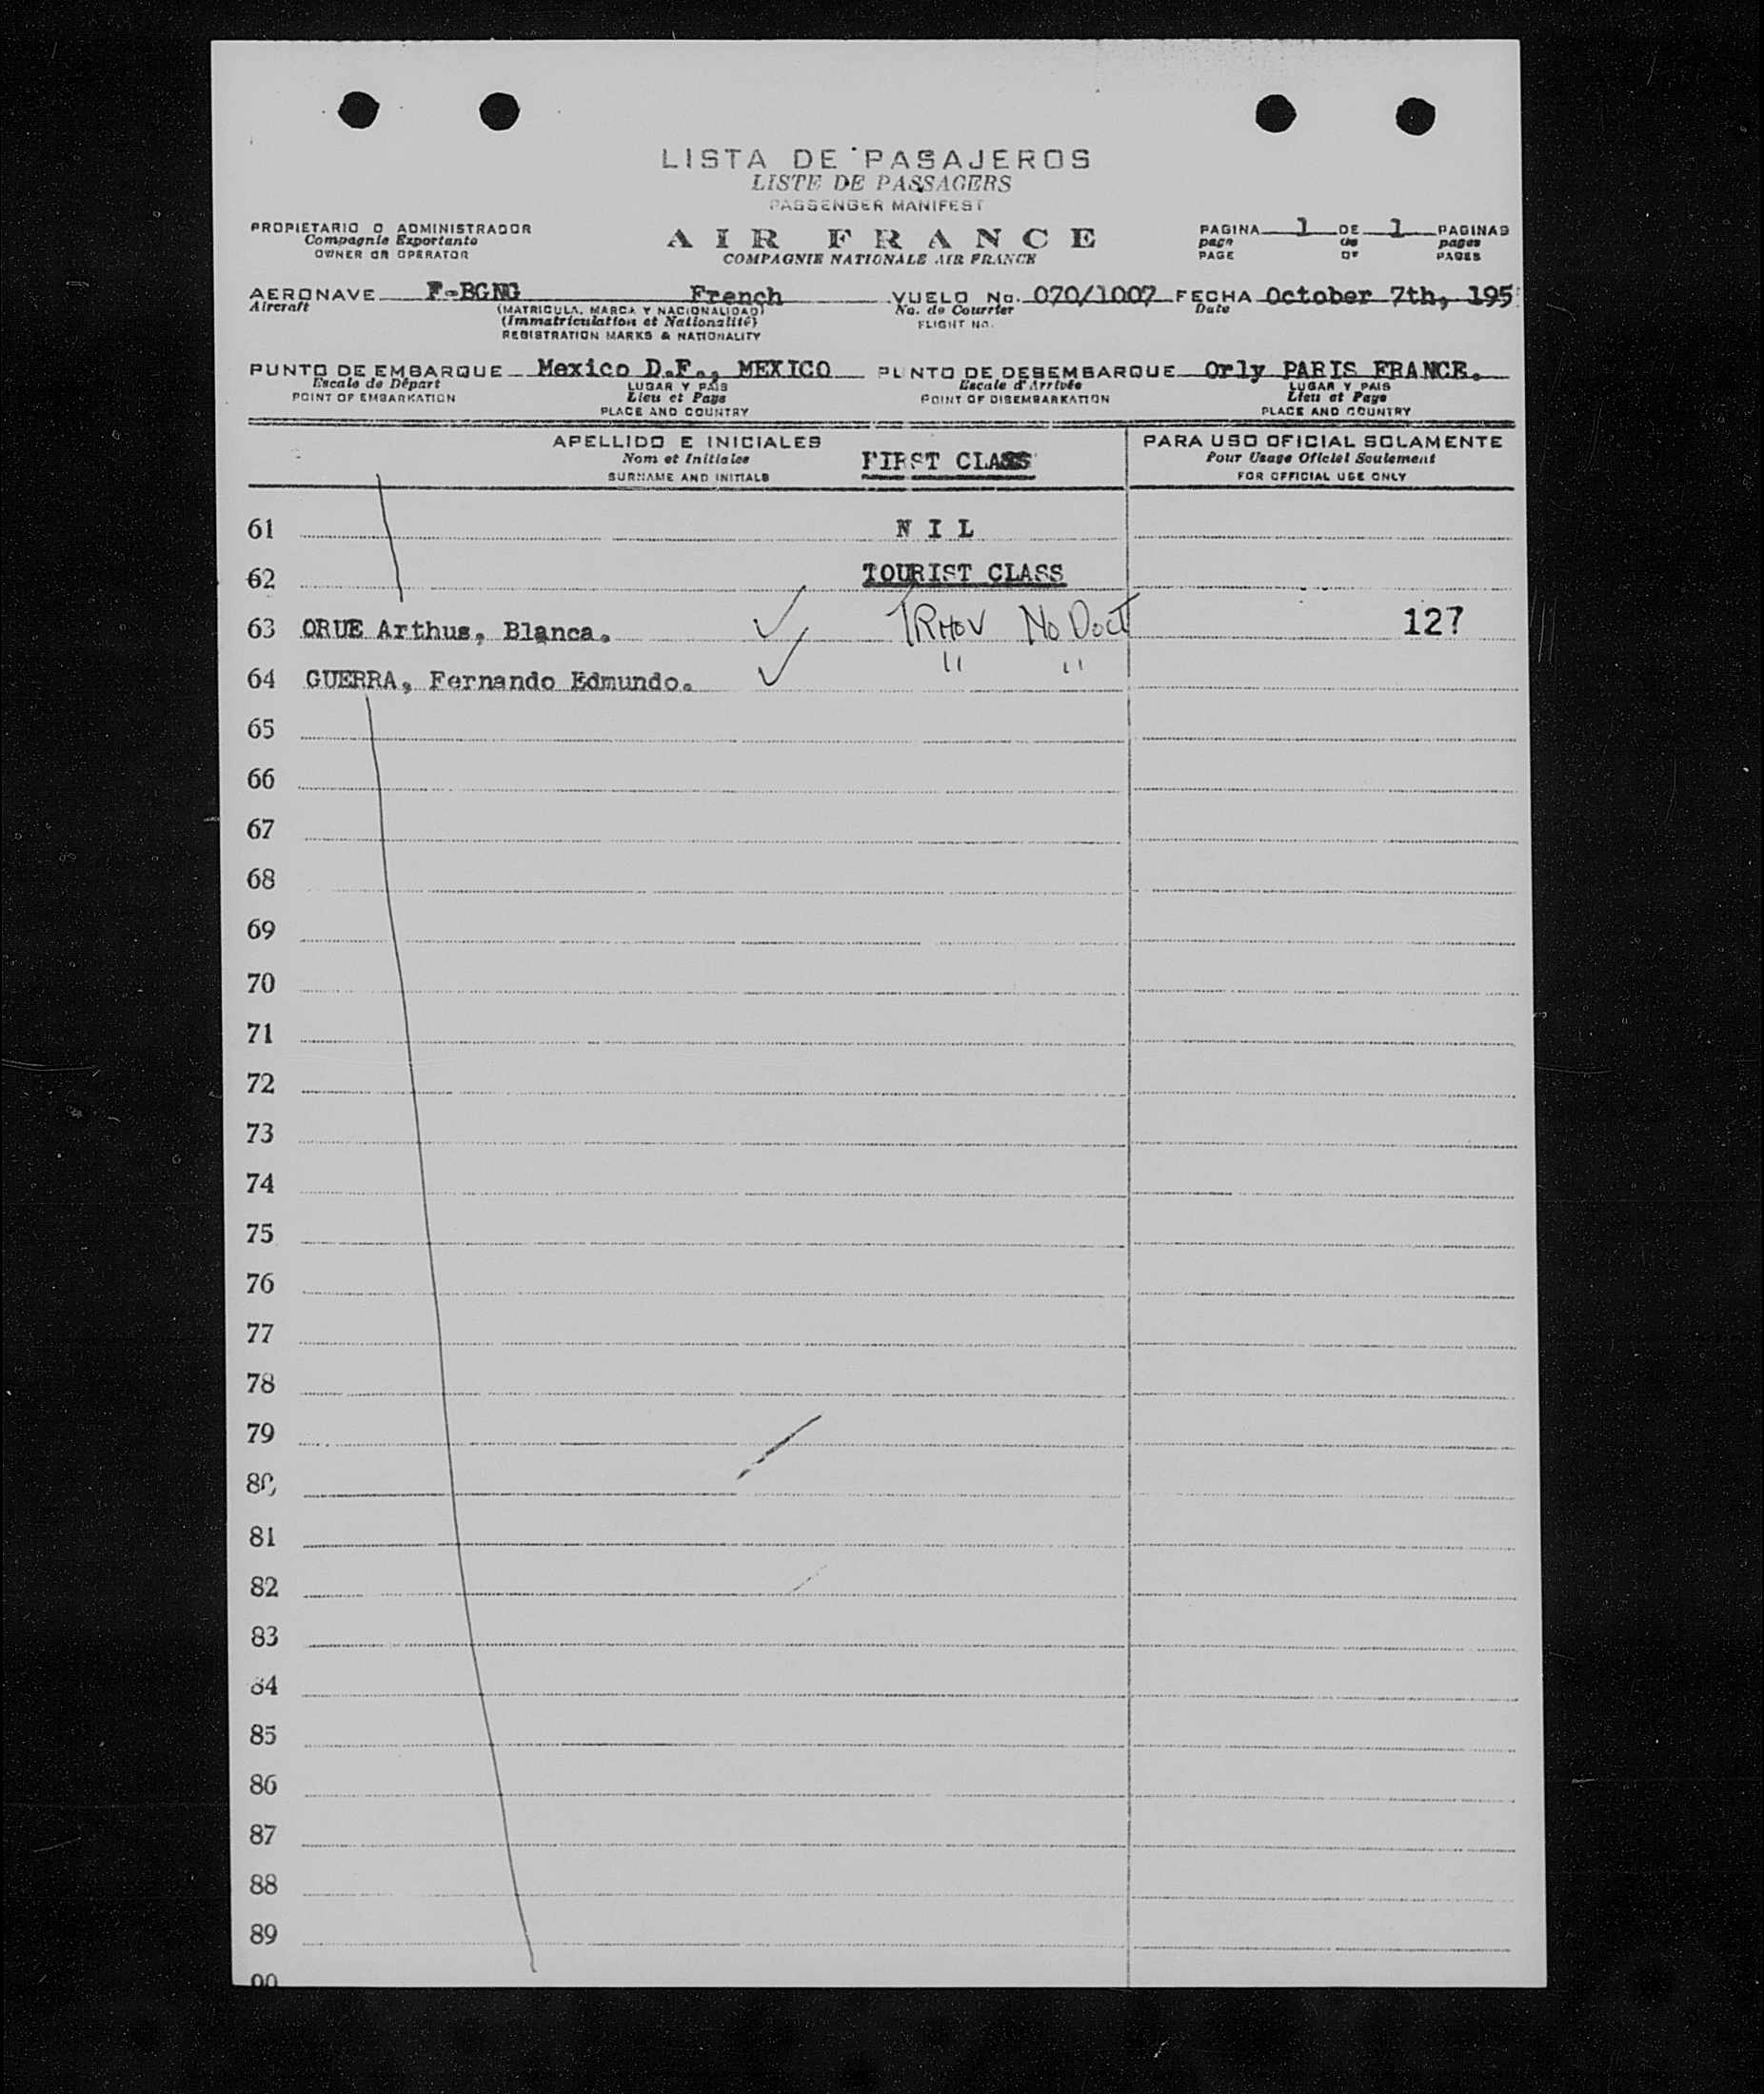 LISTA DE PASAJEROS
LISTE DE PASSAGERS
PASSENGER MANIFEST
PROPIETARIO O ADMINISTRADOR
Compagnie Exportante
OWNER OR OPERATOR
AIR FRANCE
COMPAGNIE NATIONALE AIR FRANCE
PAGINA 1 DE 1 PAGINAS
page de pages
PAGE OF PAGES
AERONAVE F-BGNG French VUELO No. 070/1007 FECHA October 7th, 195
Aircraft (MATRICULA, MARCA Y NACIONALIDAD) No. de Courrier Date
(Immatriculation et Nationalité) FLIGHT No.
REGISTRATION MARKS & NATIONALITY
PUNTO DE EMBARQUE Mexico D.F., MEXICO PUNTO DE DESEMBARQUE Orly PARIS FRANCE.
Escale de Départ LUGAR Y PAIS Escale d'Arrivée LUGAR Y PAIS
POINT OF EMBARKATION Lieu et Pays POINT OF DISEMBARKATION Lieu et Pays
PLACE AND COUNTRY PLACE AND COUNTRY
APELLIDO E INICIALES PARA USO OFICIAL SOLAMENTE
Nom et Initiales FIRST CLASS Pour Usage Oficiel Seulement
SURNAME AND INITIALS FOR OFFICIAL USE ONLY
61 N I L
62 TOURIST CLASS
63 ORUE Arthus, Blanca. TRWOV No Doct 127
64 GUERRA, Fernando Edmundo. " "
65
66
67
68
69
70
71
72
73
74
75
76
77
78
79
80
81
82
83
84
85
86
87
88
89
90